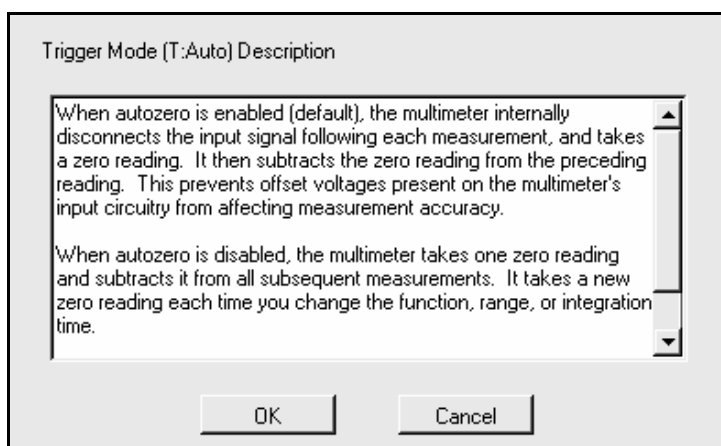 Trigger Mode (T:Auto) Description
When autozero is enabled (default), the multimeter internally
disconnects the input signal following each measurement, and takes
a zero reading.  It then subtracts the zero reading from the preceding
reading.  This prevents offset voltages present on the multimeter's
input circuitry from affecting measurement accuracy.
When autozero is disabled, the multimeter takes one zero reading
and subtracts it from all subsequent measurements.  It takes a new
zero reading each time you change the function, range, or integration
time.
OK
Cancel